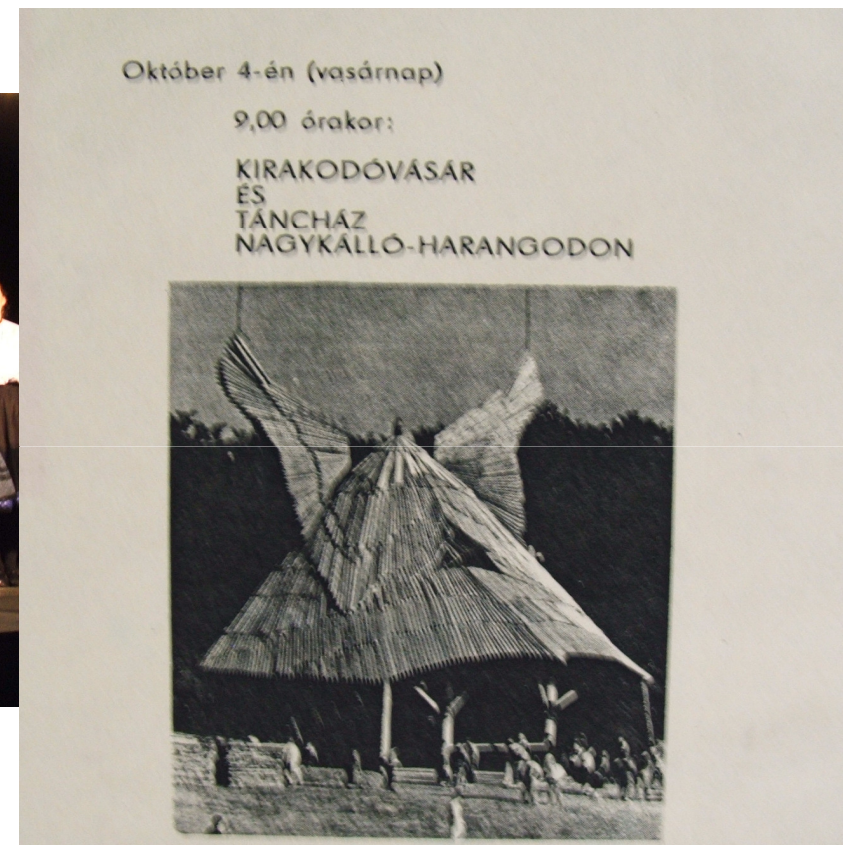 Október 4-én (vasárnap)
9,00 órakor:
KIRAKODÓVÁSÁR
ÉS
TÁNCHÁZ
NAGYKÁLLÓ-HARANGODON